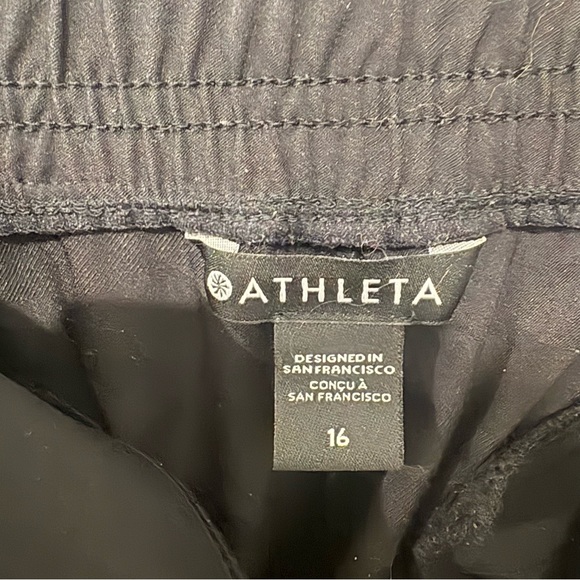 ATHLETA
DESIGNED IN
SAN FRANCISCO
CONÇU À
SAN FRANCISCO
16